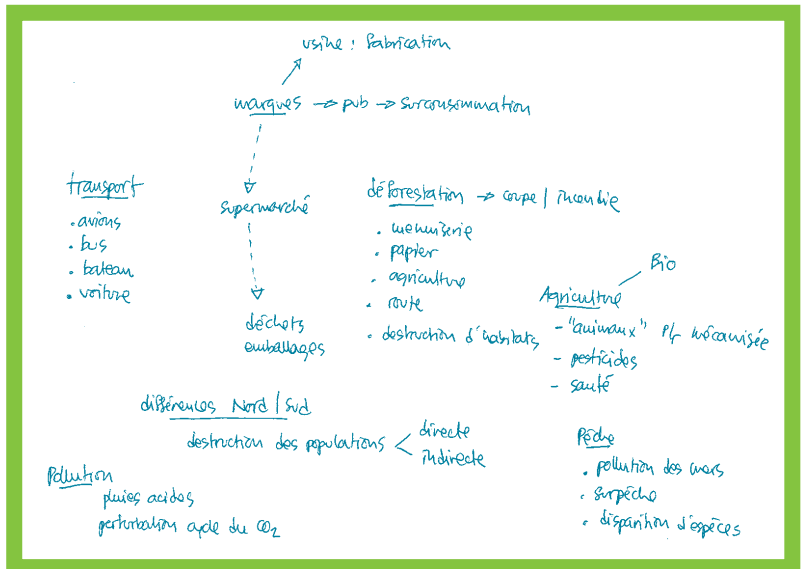 usine : fabrication
marques → pub → surconsommation
transport
• avions
• bus
• bateau
• voiture
supermarché
déchets
emballages
déforestation → coupe / incendie
• menuiserie
• papier
• agriculture
• route
• destruction d'habitats
Bio
Agriculture
- "animaux" mécanisée
- pesticides
- santé
différences Nord / Sud
destruction des populations < directe
indirecte
Pollution
pluies acides
perturbation cycle du CO2
Pêche
• pollution des mers
• surpêche
• disparition d'espèces